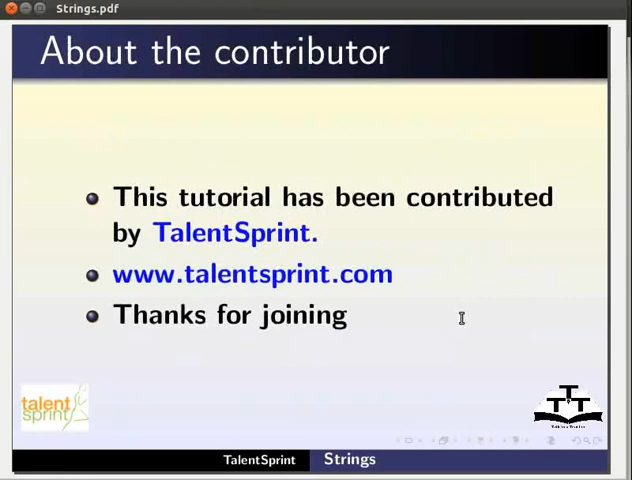 Strings.pdf
About the contributor
This tutorial has been contributed
by TalentSprint.
www.talentsprint.com
Thanks for joining
talent
sprint
TalentSprint Strings